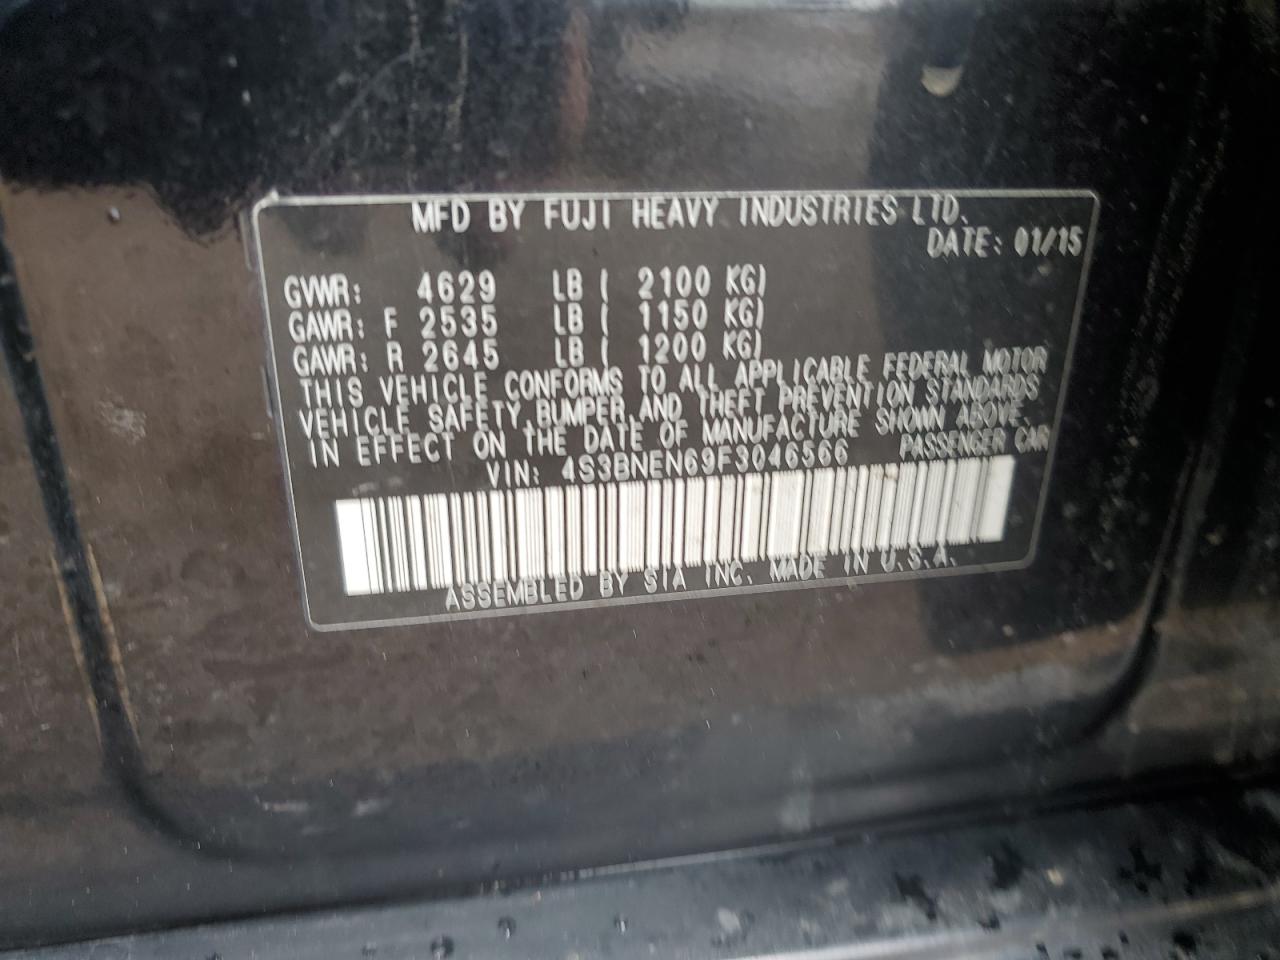 MFD BY FUJI HEAVY INDUSTRIES LTD.
DATE: 01/15
GVWR: 4629 LB ( 2100 KG)
GAWR: F 2535 LB ( 1150 KG)
GAWR: R 2645 LB ( 1200 KG)
THIS VEHICLE CONFORMS TO ALL APPLICABLE FEDERAL MOTOR
VEHICLE SAFETY,BUMPER,AND THEFT PREVENTION STANDARDS
IN EFFECT ON THE DATE OF MANUFACTURE SHOWN ABOVE.
VIN: 4S3BNEN69F3046566 PASSENGER CAR
ASSEMBLED BY SIA INC. MADE IN U.S.A.